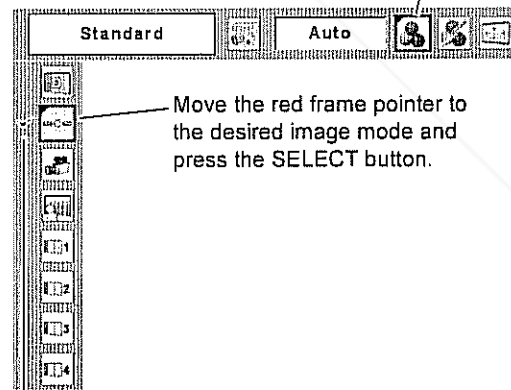 Standard Auto
Move the red frame pointer to
the desired image mode and
press the SELECT button.
1
2
3
4